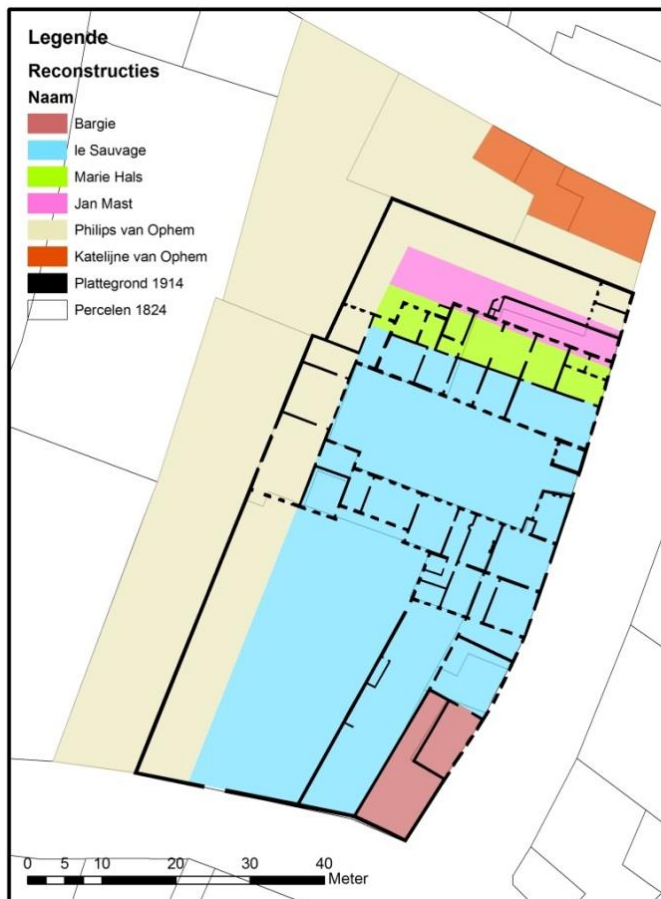 Legende
Reconstructies
Naam
Bargie
le Sauvage
Marie Hals
Jan Mast
Philips van Ophem
Katelijne van Ophem
Plattegrond 1914
Percelen 1824
0 5 10 20 30 40
Meter